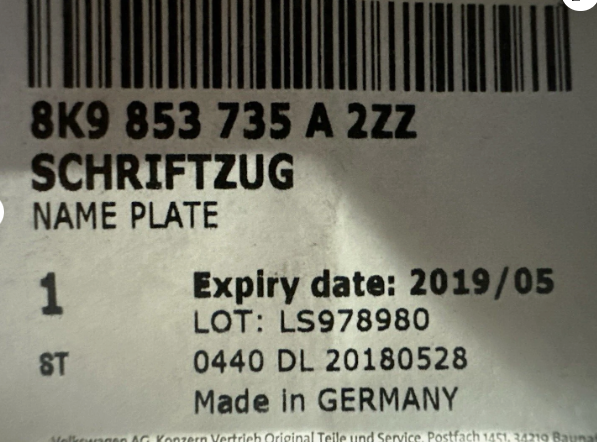 8K9 853 735 A 2ZZ
SCHRIFTZUG
NAME PLATE
1
Expiry date: 2019/05
LOT: LS978980
ST
0440 DL 20180528
Made in GERMANY
Volkswagen AG, Konzern Vertrieb Original Teile und Service, Postfach 1451, 34219